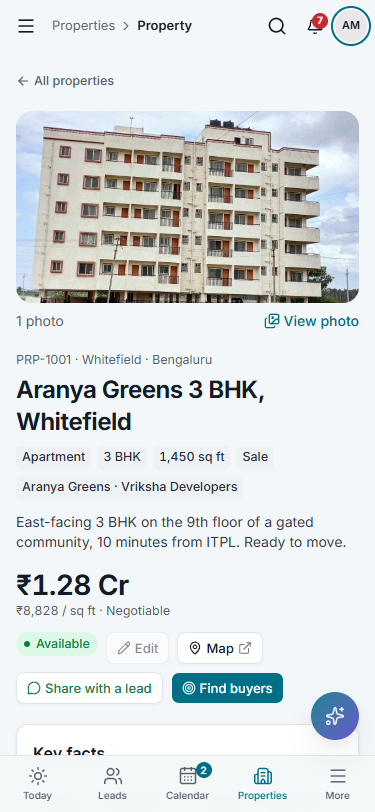 Properties > Property
7
AM
← All properties
1 photo
View photo
PRP-1001 · Whitefield · Bengaluru
Aranya Greens 3 BHK,
Whitefield
Apartment 3 BHK 1,450 sq ft Sale
Aranya Greens · Vriksha Developers
East-facing 3 BHK on the 9th floor of a gated
community, 10 minutes from ITPL. Ready to move.
₹1.28 Cr
₹8,828 / sq ft · Negotiable
Available Edit Map
Share with a lead Find buyers
Key facts
2
Today Leads Calendar Properties More